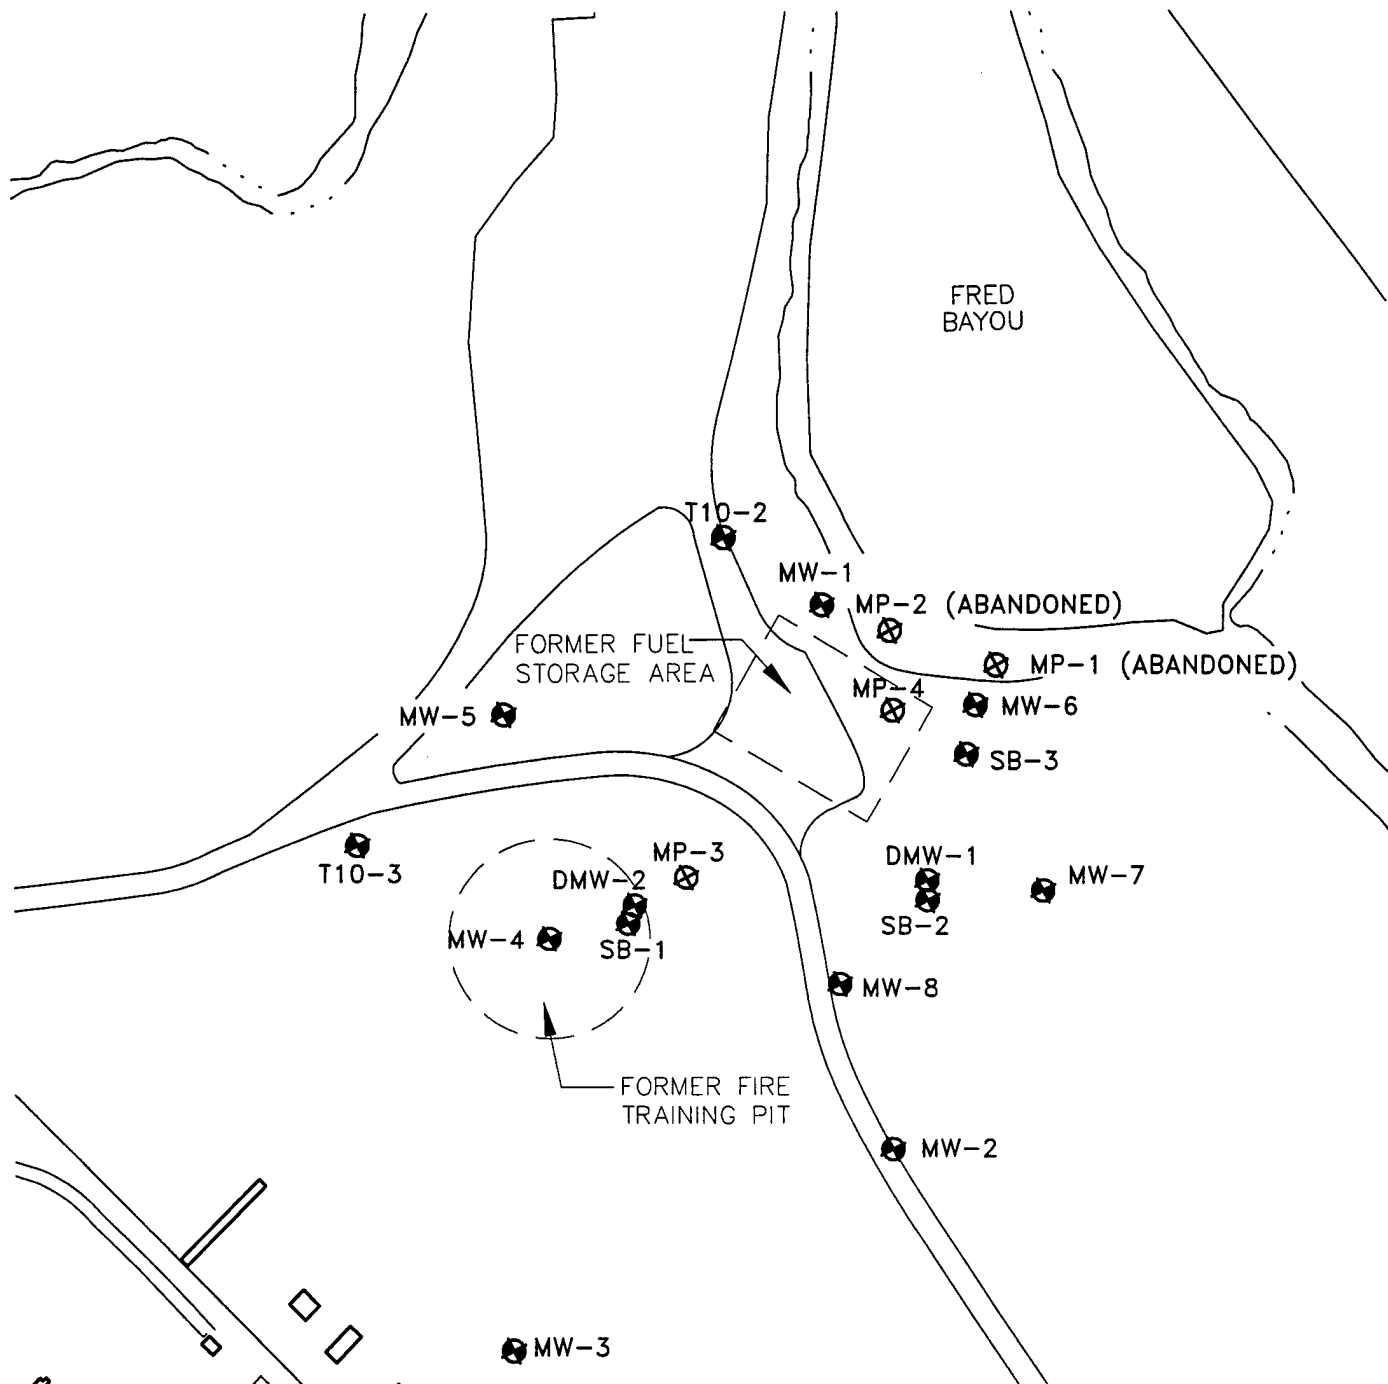 FRED
BAYOU
T10-2
MW-1
MP-2 (ABANDONED)
FORMER FUEL
STORAGE AREA
MP-1 (ABANDONED)
MP-4
MW-6
MW-5
SB-3
MP-3
DMW-1
T10-3
DMW-2
MW-7
SB-2
MW-4
SB-1
MW-8
FORMER FIRE
TRAINING PIT
MW-2
MW-3